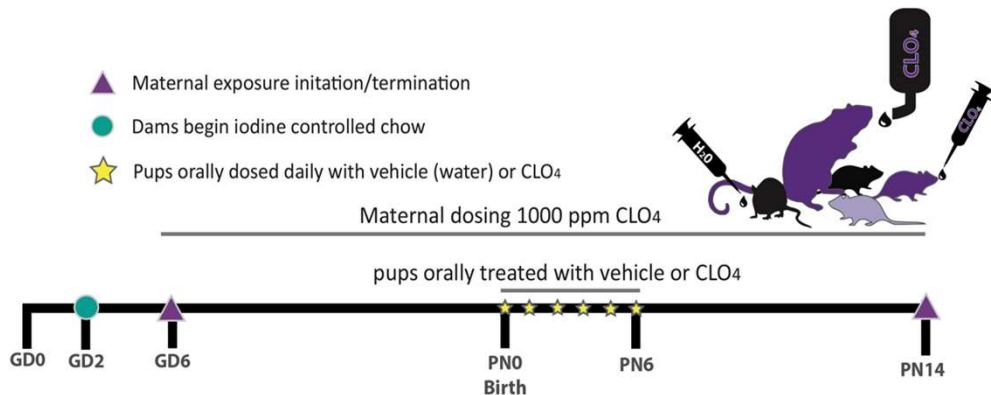 CLO₄
Maternal exposure initation/termination
Dams begin iodine controlled chow
CLO₄
H₂0
Pups orally dosed daily with vehicle (water) or CLO₄
Maternal dosing 1000 ppm CLO₄
pups orally treated with vehicle or CLO₄
GD0 GD2 GD6 PN0 PN6 PN14
Birth